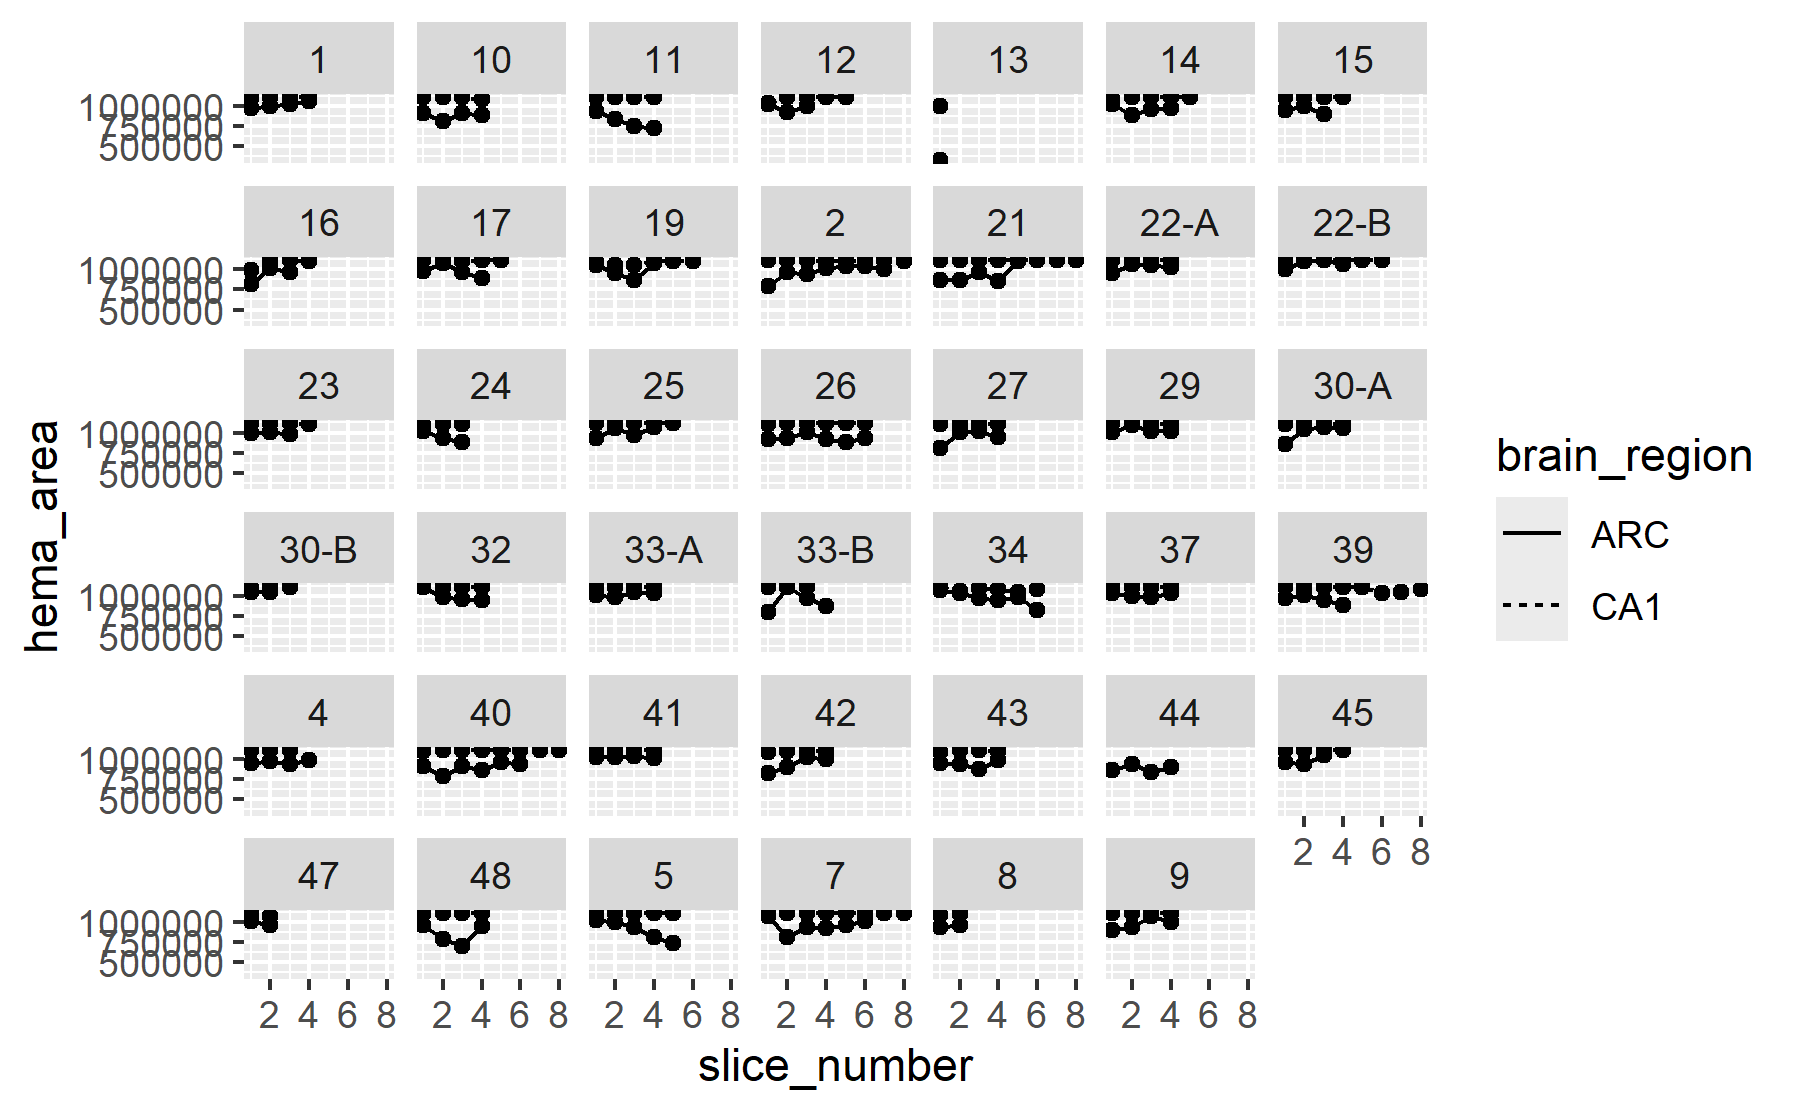 1 10 11 12 13 14 15
1000000
750000
500000
16 17 19 2 21 22-A 22-B
1000000
750000
500000
23 24 25 26 27 29 30-A
1000000
750000
500000
30-B 32 33-A 33-B 34 37 39
1000000
750000
500000
4 40 41 42 43 44 45
1000000
750000
500000
2 4 6 8
47 48 5 7 8 9
1000000
750000
500000
2 4 6 8 2 4 6 8 2 4 6 8 2 4 6 8 2 4 6 8 2 4 6 8
slice_number
hema_area
brain_region
ARC
CA1